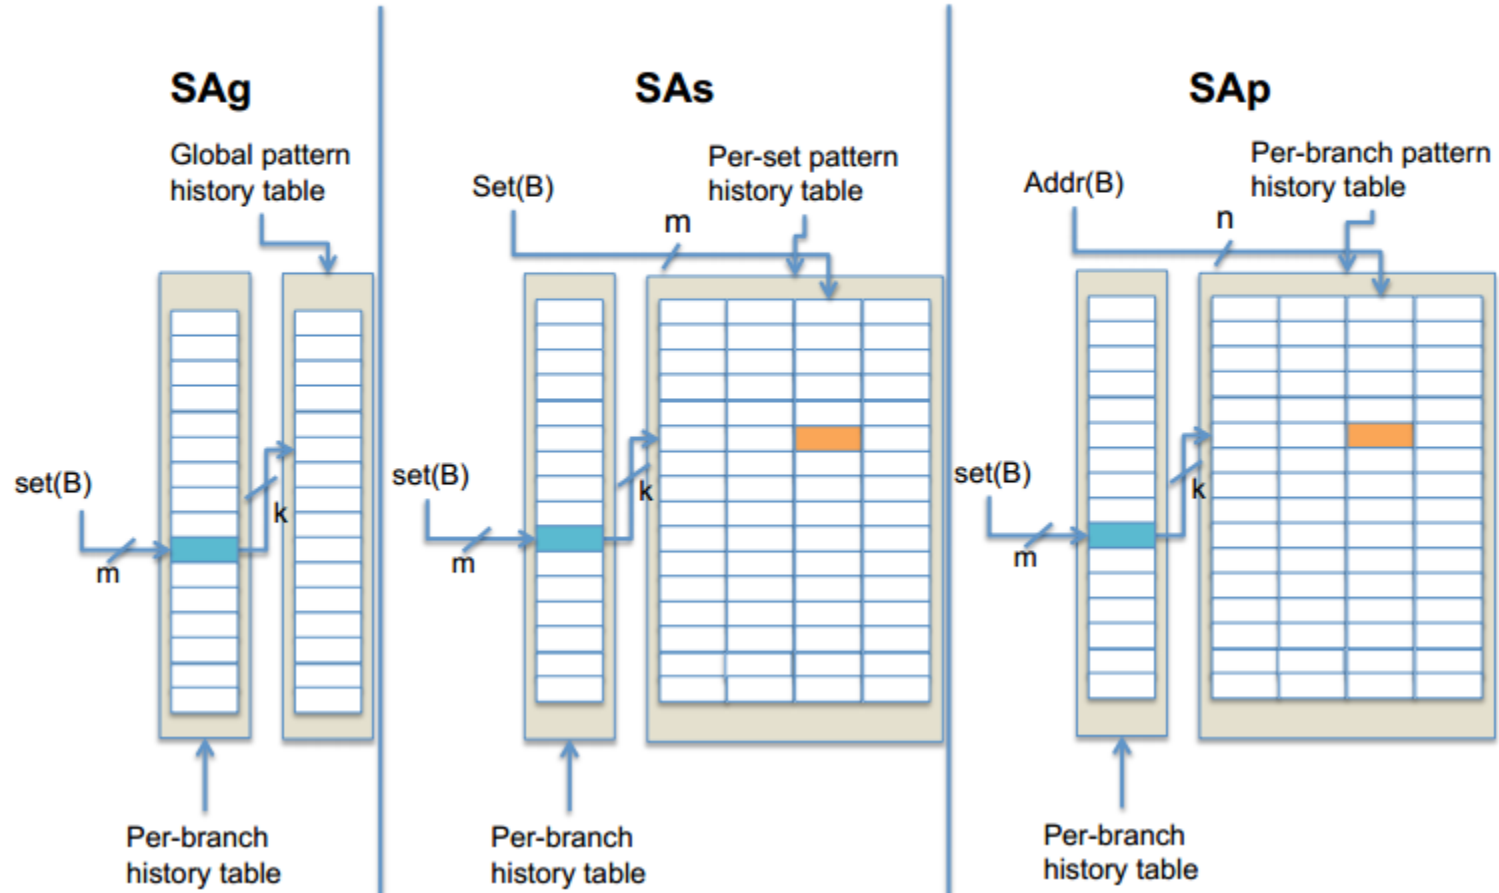 SAg
Global pattern
history table
set(B)
m
k
Per-branch
history table
SAs
Per-set pattern
history table
Set(B)
m
set(B)
m
k
Per-branch
history table
SAp
Per-branch pattern
history table
Addr(B)
n
set(B)
m
k
Per-branch
history table